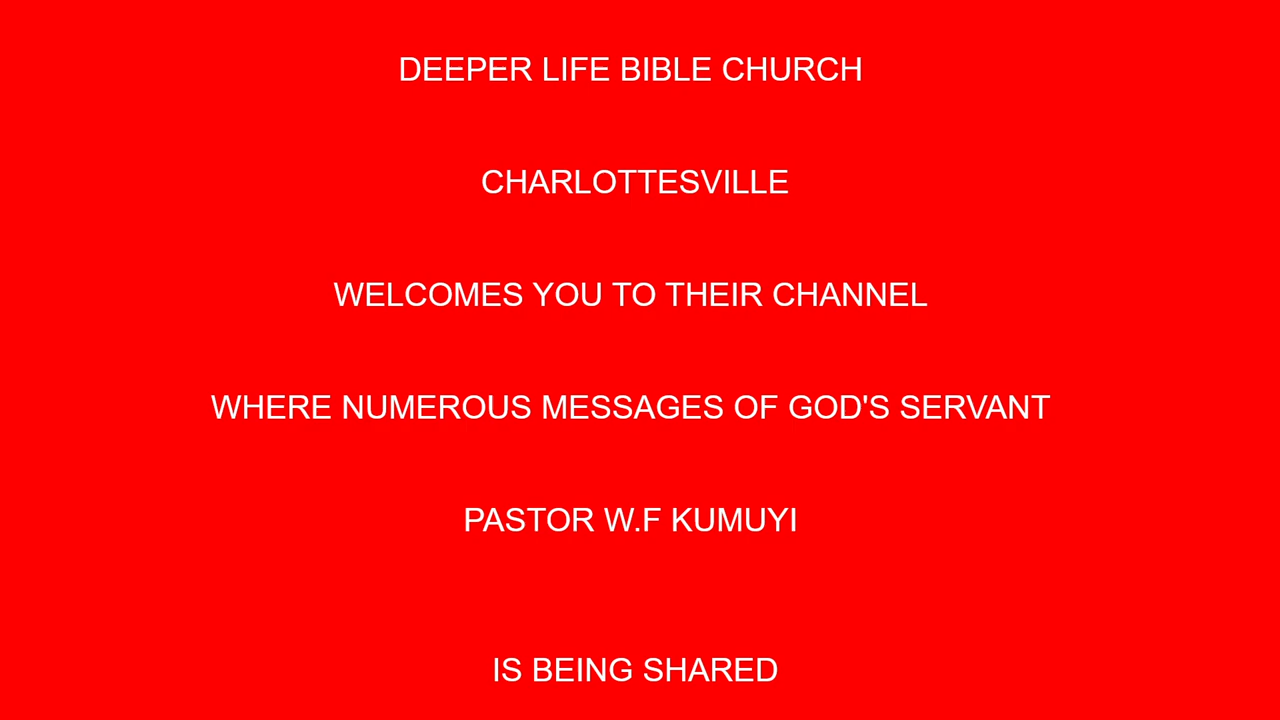 DEEPER LIFE BIBLE CHURCH
CHARLOTTESVILLE
WELCOMES YOU TO THEIR CHANNEL
WHERE NUMEROUS MESSAGES OF GOD'S SERVANT
PASTOR W.F KUMUYI
IS BEING SHARED